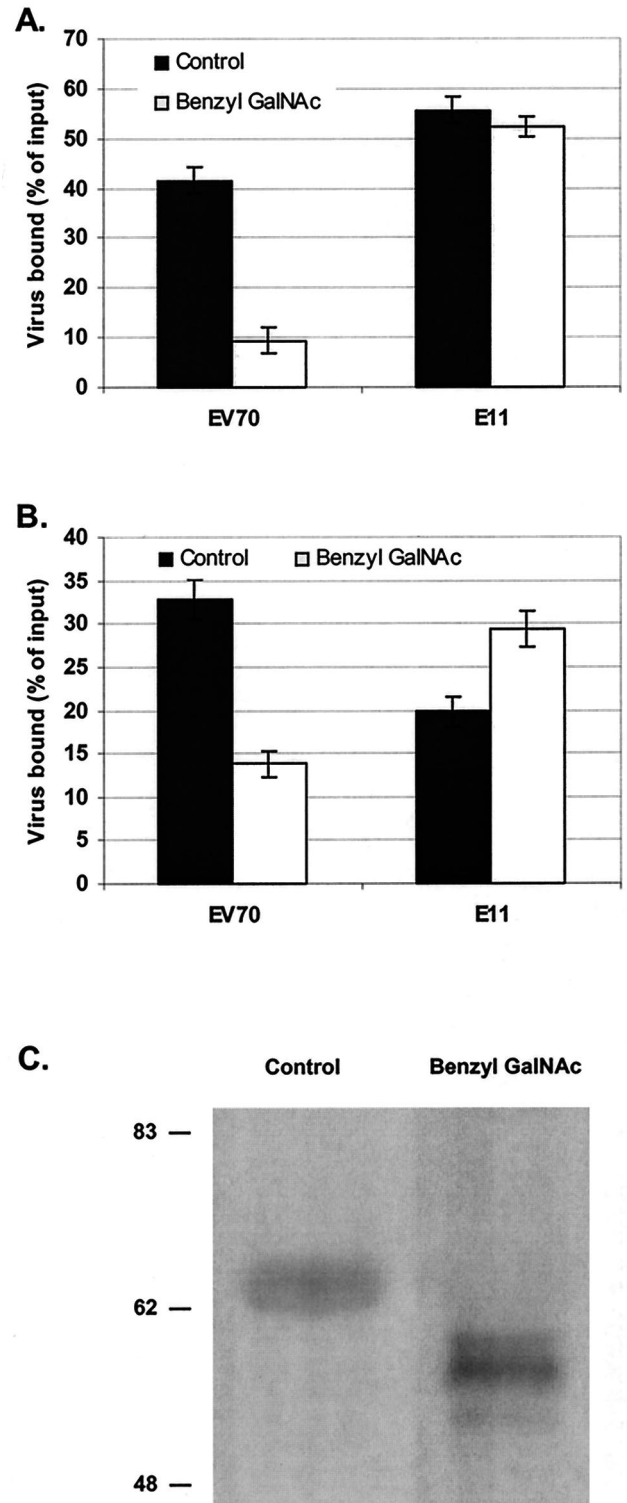 A.
Virus bound (% of input)
70
60
50
40
30
20
10
0
Control
Benzyl GalNAc
EV70 E11
B.
Virus bound (% of input)
40
35
30
25
20
15
10
5
0
Control Benzyl GalNAc
EV70 E11
C.
Control Benzyl GalNAc
83
62
48